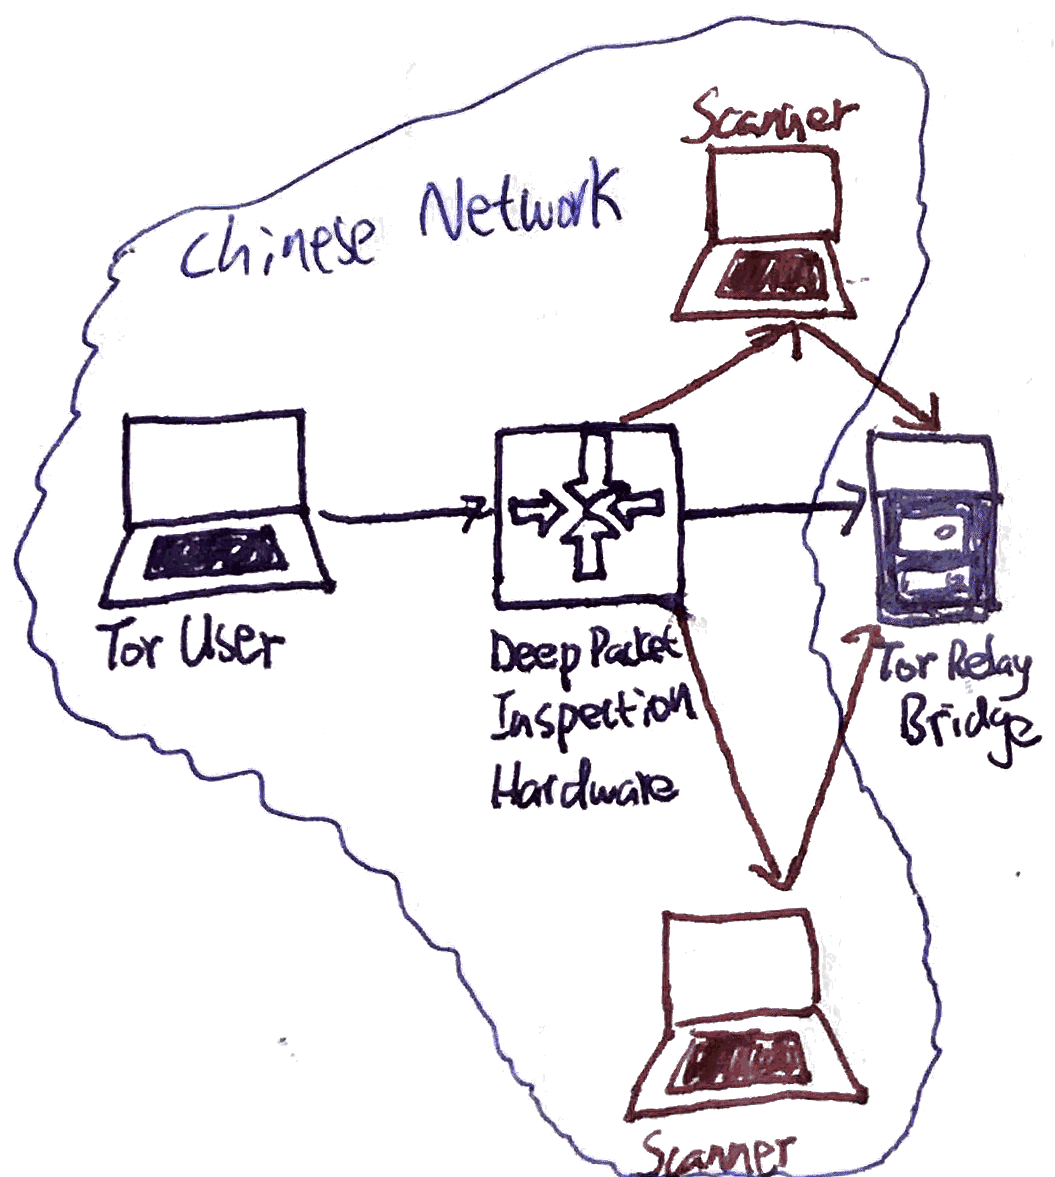 Scanner
Chinese Network
Tor User
Deep Packet
Inspection
Hardware
Tor Relay
Bridge
Scanner